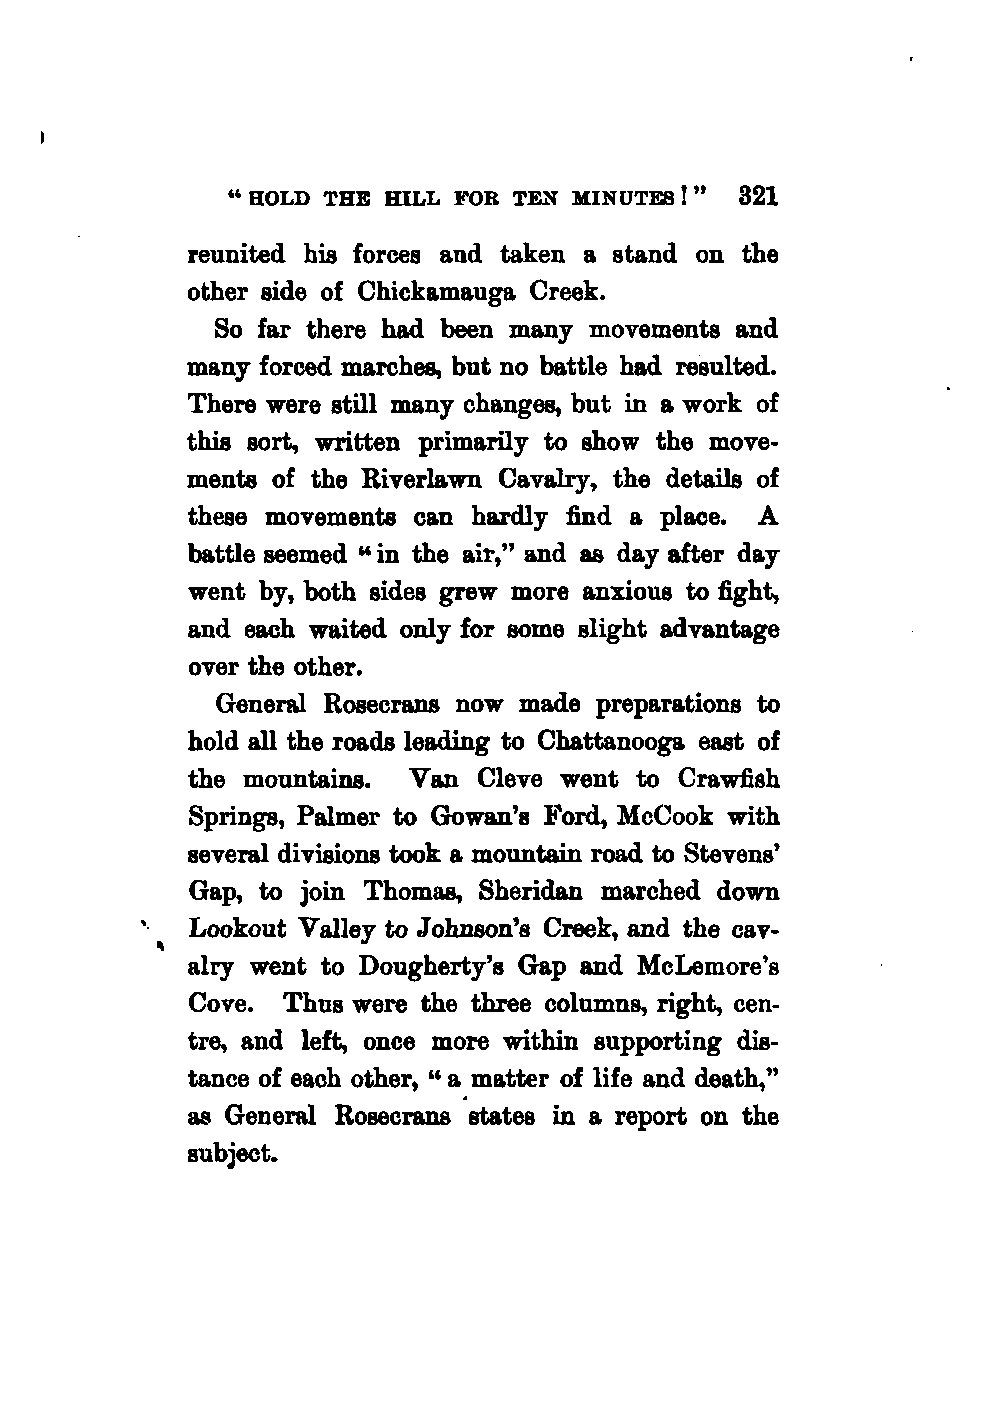 “HOLD THE HILL FOR TEN MINUTES!” 321
reunited his forces and taken a stand on the
other side of Chickamauga Creek.
So far there had been many movements and
many forced marches, but no battle had resulted.
There were still many changes, but in a work of
this sort, written primarily to show the move-
ments of the Riverlawn Cavalry, the details of
these movements can hardly find a place. A
battle seemed “in the air,” and as day after day
went by, both sides grew more anxious to fight,
and each waited only for some slight advantage
over the other.
General Rosecrans now made preparations to
hold all the roads leading to Chattanooga east of
the mountains. Van Cleve went to Crawfish
Springs, Palmer to Gowan’s Ford, McCook with
several divisions took a mountain road to Stevens’
Gap, to join Thomas, Sheridan marched down
Lookout Valley to Johnson’s Creek, and the cav-
alry went to Dougherty’s Gap and McLemore’s
Cove. Thus were the three columns, right, cen-
tre, and left, once more within supporting dis-
tance of each other, “a matter of life and death,”
as General Rosecrans states in a report on the
subject.